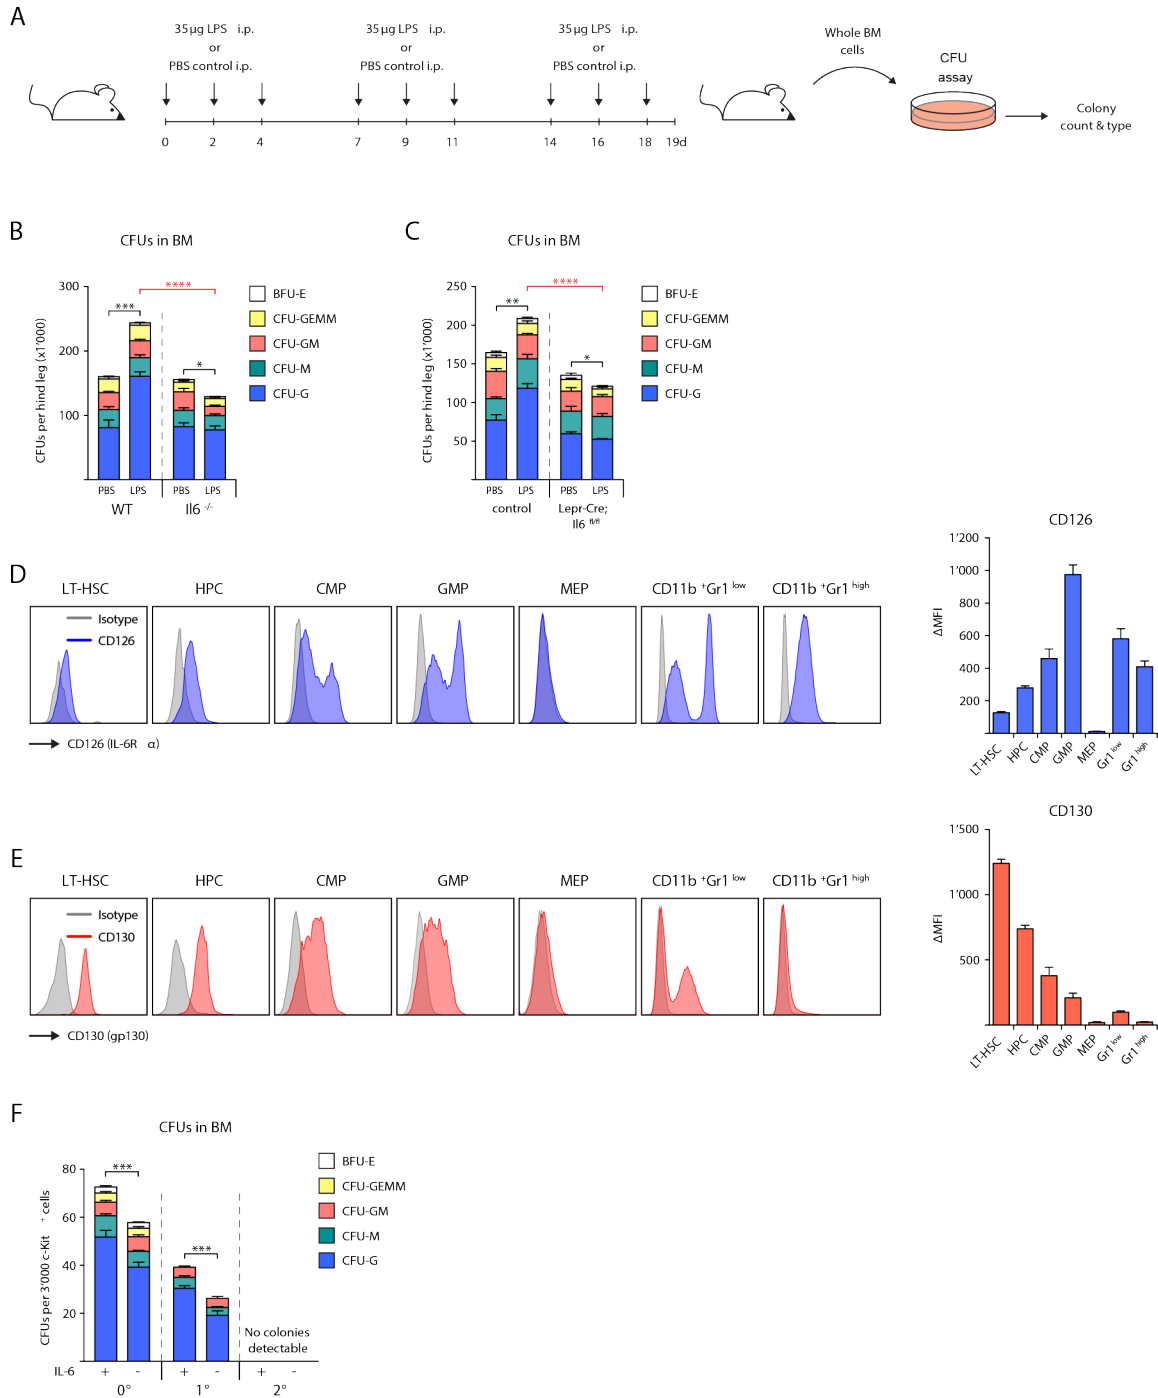 A
35 µg LPS i.p.
or
PBS control i.p.
35 µg LPS i.p.
or
PBS control i.p.
35 µg LPS i.p.
or
PBS control i.p.
0 2 4 7 9 11 14 16 18 19d
Whole BM
cells
CFU
assay
Colony
count & type
B
CFUs in BM
CFUs per hind leg (x1'000)
300
200
100
***
****
*
PBS LPS PBS LPS
WT Il6 -/-
BFU-E
CFU-GEMM
CFU-GM
CFU-M
CFU-G
C
CFUs in BM
CFUs per hind leg (x1'000)
250
200
150
100
50
**
****
*
PBS LPS PBS LPS
control Lepr-Cre;
Il6 fl/fl
BFU-E
CFU-GEMM
CFU-GM
CFU-M
CFU-G
D
LT-HSC HPC CMP GMP MEP CD11b +Gr1 low CD11b +Gr1 high
Isotype
CD126
CD126 (IL-6R α)
CD126
ΔMFI
1'200
1'000
800
600
400
200
LT-HSC HPC CMP GMP MEP Gr1 low Gr1 high
E
LT-HSC HPC CMP GMP MEP CD11b +Gr1 low CD11b +Gr1 high
Isotype
CD130
CD130 (gp130)
CD130
ΔMFI
1'500
1'000
500
LT-HSC HPC CMP GMP MEP Gr1 low Gr1 high
F
CFUs in BM
CFUs per 3'000 c-Kit + cells
80
60
40
20
***
***
No colonies
detectable
IL-6 + - + - + -
0° 1° 2°
BFU-E
CFU-GEMM
CFU-GM
CFU-M
CFU-G